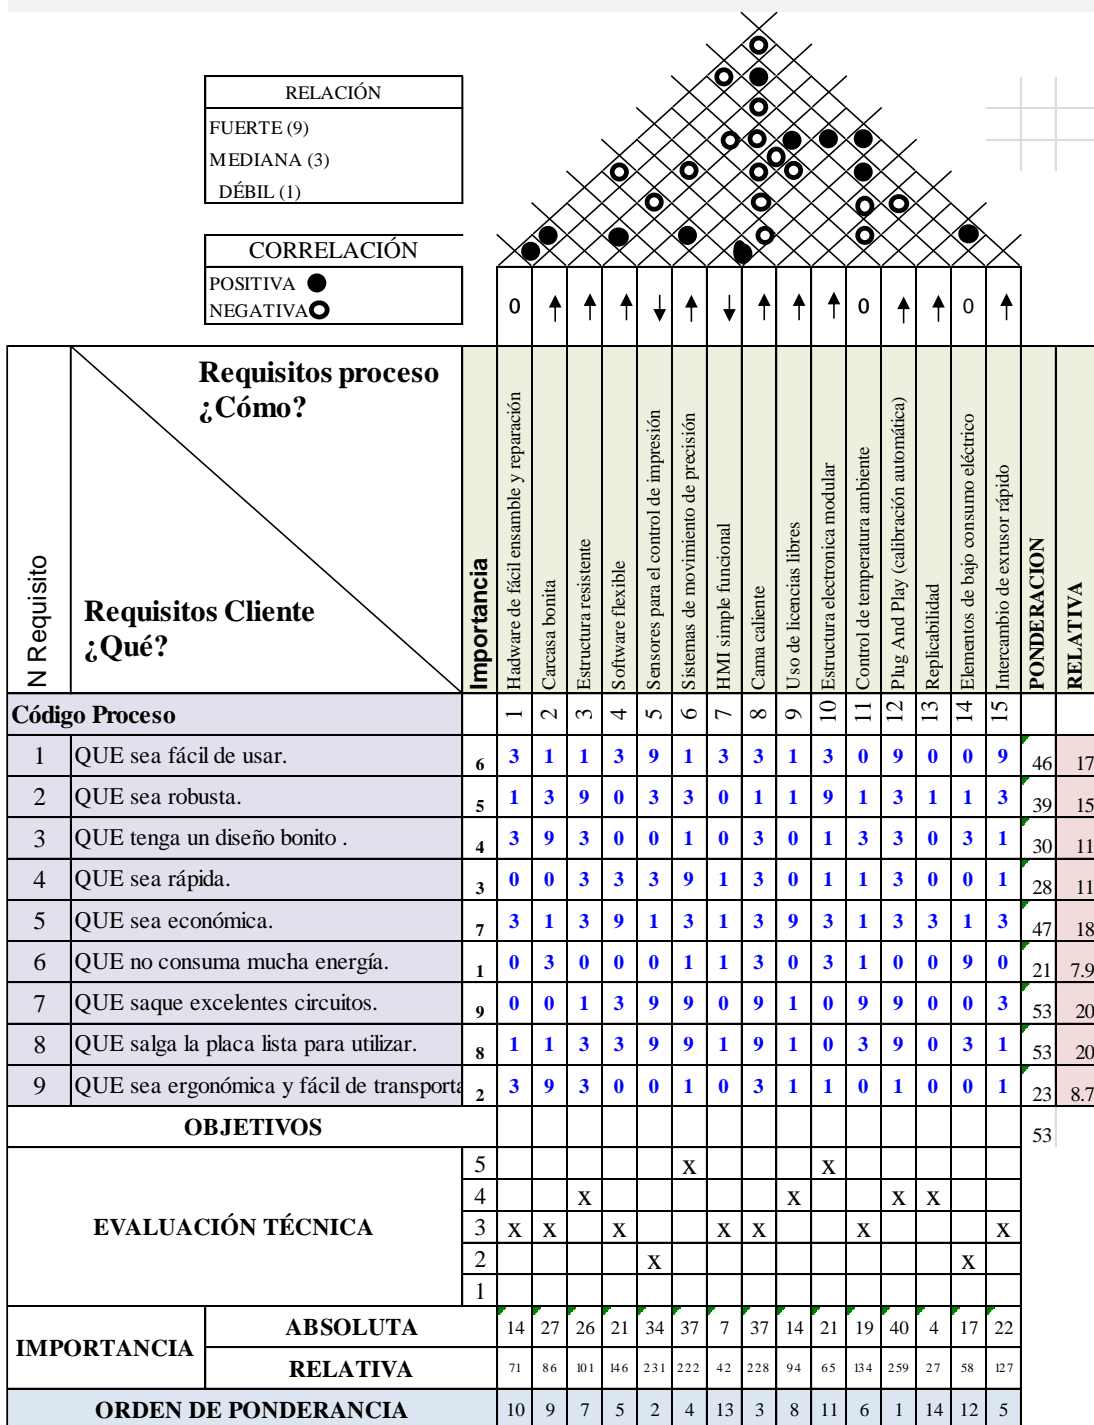 RELACIÓN
FUERTE (9)
MEDIANA (3)
DÉBIL (1)
CORRELACIÓN
POSITIVA
NEGATIVA
0 ↑ ↑ ↑ ↓ ↑ ↓ ↑ ↑ ↑ 0 ↑ ↑ 0 ↑
N Requisito
Requisitos proceso
¿Cómo?
Requisitos Cliente
¿Qué?
Importancia
Hadware de fácil ensamble y reparación
Carcasa bonita
Estructura resistente
Software flexible
Sensores para el control de impresión
Sistemas de movimiento de precisión
HMI simple funcional
Cama caliente
Uso de licencias libres
Estructura electronica modular
Control de temperatura ambiente
Plug And Play (calibración automática)
Replicabilidad
Elementos de bajo consumo eléctrico
Intercambio de exrusor rápido
PONDERACION
RELATIVA
Código Proceso 1 2 3 4 5 6 7 8 9 10 11 12 13 14 15
1 QUE sea fácil de usar. 6 3 1 1 3 9 1 3 3 1 3 0 9 0 0 9 46 17
2 QUE sea robusta. 5 1 3 9 0 3 3 0 1 1 9 1 3 1 1 3 39 15
3 QUE tenga un diseño bonito . 4 3 9 3 0 0 1 0 3 0 1 3 3 0 3 1 30 11
4 QUE sea rápida. 3 0 0 3 3 3 9 1 3 0 1 1 3 0 0 1 28 11
5 QUE sea económica. 7 3 1 3 9 1 3 1 3 9 3 1 3 3 1 3 47 18
6 QUE no consuma mucha energía. 1 0 3 0 0 0 1 1 3 0 3 1 0 0 9 0 21 7.9
7 QUE saque excelentes circuitos. 9 0 0 1 3 9 9 0 9 1 0 9 9 0 0 3 53 20
8 QUE salga la placa lista para utilizar. 8 1 1 3 3 9 9 1 9 1 0 3 9 0 3 1 53 20
9 QUE sea ergonómica y fácil de transporta 2 3 9 3 0 0 1 0 3 1 1 0 1 0 0 1 23 8.7
OBJETIVOS 53
EVALUACIÓN TÉCNICA
5 x x
4 x x x x
3 x x x x x x x
2 x x
1
IMPORTANCIA
ABSOLUTA 14 27 26 21 34 37 7 37 14 21 19 40 4 17 22
RELATIVA 71 86 101 146 231 222 42 228 94 65 134 259 27 58 127
ORDEN DE PONDERANCIA 10 9 7 5 2 4 13 3 8 11 6 1 14 12 5